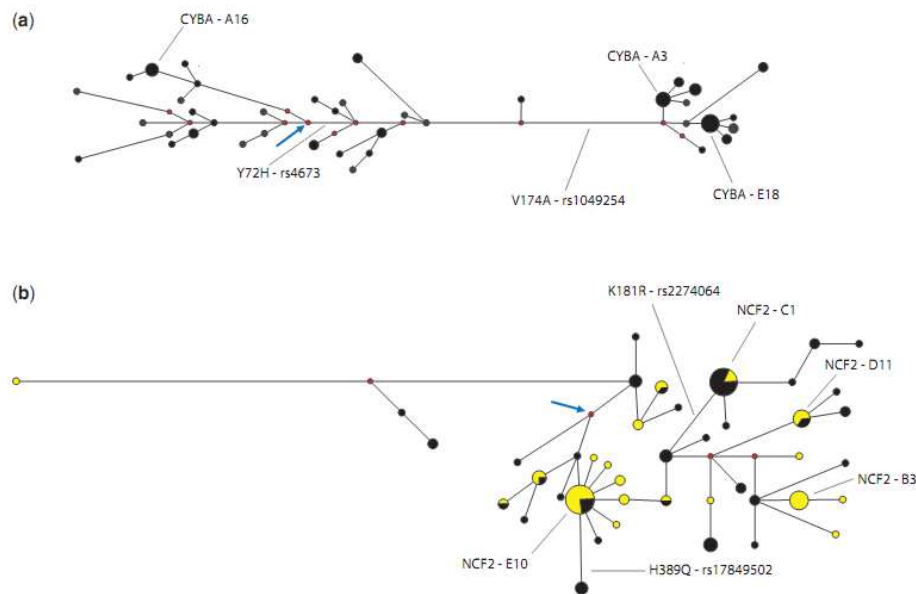 (a)
CYBA - A16
CYBA - A3
Y72H - rs4673
V174A - rs1049254
CYBA - E18
(b)
K181R - rs2274064
NCF2 - C1
NCF2 - D11
NCF2 - B3
NCF2 - E10
H389Q - rs17849502